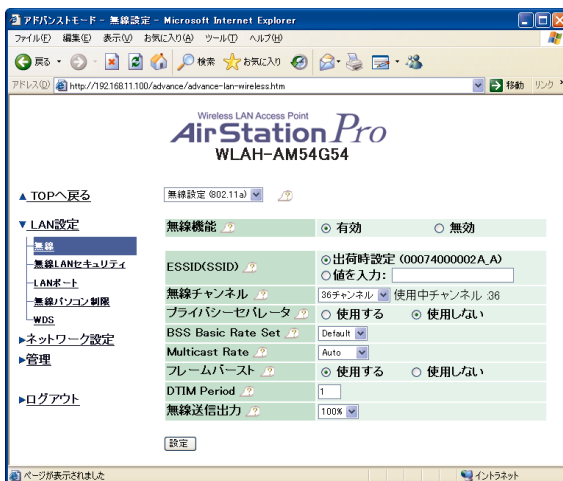 アドバンストモード - 無線設定 - Microsoft Internet Explorer
ファイル(F) 編集(E) 表示(V) お気に入り(A) ツール(T) ヘルプ(H)
戻る 検索 お気に入り
アドレス(D) http://192.168.11.100/advance/advance-lan-wireless.htm 移動 リンク »
Wireless LAN Access Point
AirStation Pro
WLAH-AM54G54
▲ TOPへ戻る
無線設定 (802.11a)
▼ LAN設定
無線
無線LANセキュリティ
LANポート
無線パソコン制限
WDS
▶ネットワーク設定
▶管理
▶ログアウト
無線機能 有効 無効
ESSID(SSID) 出荷時設定 (00074000002A_A)
値を入力:
無線チャンネル 36チャンネル 使用中チャンネル :36
プライバシーセパレータ 使用する 使用しない
BSS Basic Rate Set Default
Multicast Rate Auto
フレームバースト 使用する 使用しない
DTIM Period 1
無線送信出力 100%
設定
ページが表示されました イントラネット